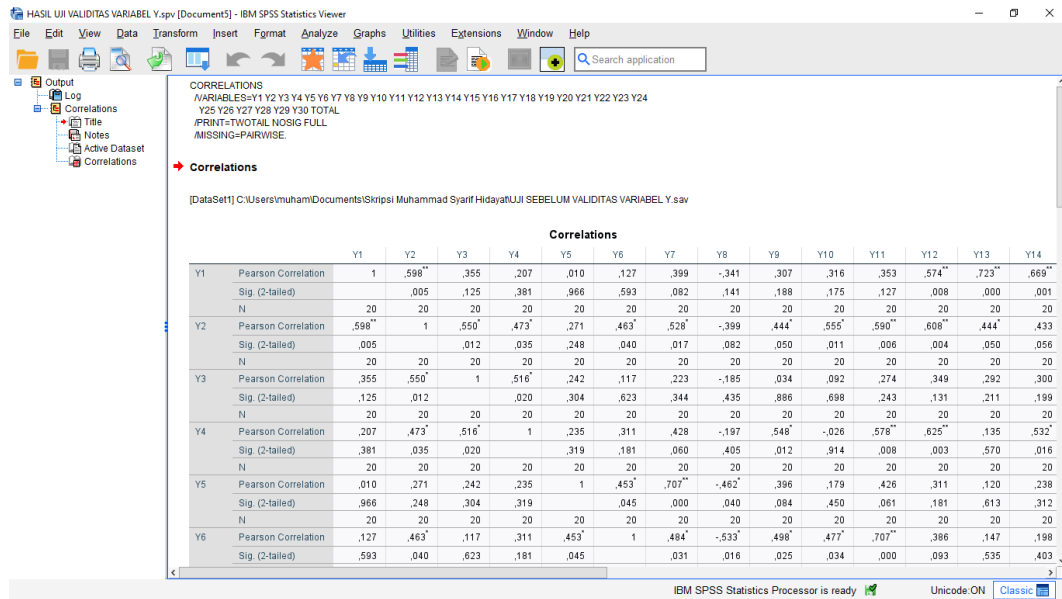 HASIL UJI VALIDITAS VARIABEL Y.spv [Document5] - IBM SPSS Statistics Viewer
File Edit View Data Transform Insert Format Analyze Graphs Utilities Extensions Window Help
Search application
Output
Log
Correlations
Title
Notes
Active Dataset
Correlations
CORRELATIONS
/VARIABLES=Y1 Y2 Y3 Y4 Y5 Y6 Y7 Y8 Y9 Y10 Y11 Y12 Y13 Y14 Y15 Y16 Y17 Y18 Y19 Y20 Y21 Y22 Y23 Y24
Y25 Y26 Y27 Y28 Y29 Y30 TOTAL
/PRINT=TWOTAIL NOSIG FULL
/MISSING=PAIRWISE.
Correlations
[DataSet1] C:\Users\muham\Documents\Skripsi Muhammad Syarif Hidayat\UJI SEBELUM VALIDITAS VARIABEL Y.sav
Correlations
Y1 Y2 Y3 Y4 Y5 Y6 Y7 Y8 Y9 Y10 Y11 Y12 Y13 Y14
Y1 Pearson Correlation 1 ,598** ,355 ,207 ,010 ,127 ,399 -,341 ,307 ,316 ,353 ,574** ,723** ,669**
Sig. (2-tailed) ,005 ,125 ,381 ,966 ,593 ,082 ,141 ,188 ,175 ,127 ,008 ,000 ,001
N 20 20 20 20 20 20 20 20 20 20 20 20 20 20
Y2 Pearson Correlation ,598** 1 ,550* ,473* ,271 ,463* ,528* -,399 ,444* ,555* ,590** ,608** ,444* ,433
Sig. (2-tailed) ,005 ,012 ,035 ,248 ,040 ,017 ,082 ,050 ,011 ,006 ,004 ,050 ,056
N 20 20 20 20 20 20 20 20 20 20 20 20 20 20
Y3 Pearson Correlation ,355 ,550* 1 ,516* ,242 ,117 ,223 -,185 ,034 ,092 ,274 ,349 ,292 ,300
Sig. (2-tailed) ,125 ,012 ,020 ,304 ,623 ,344 ,435 ,886 ,698 ,243 ,131 ,211 ,199
N 20 20 20 20 20 20 20 20 20 20 20 20 20 20
Y4 Pearson Correlation ,207 ,473* ,516* 1 ,235 ,311 ,428 -,197 ,548* -,026 ,578** ,625** ,135 ,532*
Sig. (2-tailed) ,381 ,035 ,020 ,319 ,181 ,060 ,405 ,012 ,914 ,008 ,003 ,570 ,016
N 20 20 20 20 20 20 20 20 20 20 20 20 20 20
Y5 Pearson Correlation ,010 ,271 ,242 ,235 1 ,453* ,707** -,462* ,396 ,179 ,426 ,311 ,120 ,238
Sig. (2-tailed) ,966 ,248 ,304 ,319 ,045 ,000 ,040 ,084 ,450 ,061 ,181 ,613 ,312
N 20 20 20 20 20 20 20 20 20 20 20 20 20 20
Y6 Pearson Correlation ,127 ,463* ,117 ,311 ,453* 1 ,484* -,533* ,498* ,477* ,707** ,386 ,147 ,198
Sig. (2-tailed) ,593 ,040 ,623 ,181 ,045 ,031 ,016 ,025 ,034 ,000 ,093 ,535 ,403
IBM SPSS Statistics Processor is ready Unicode:ON Classic